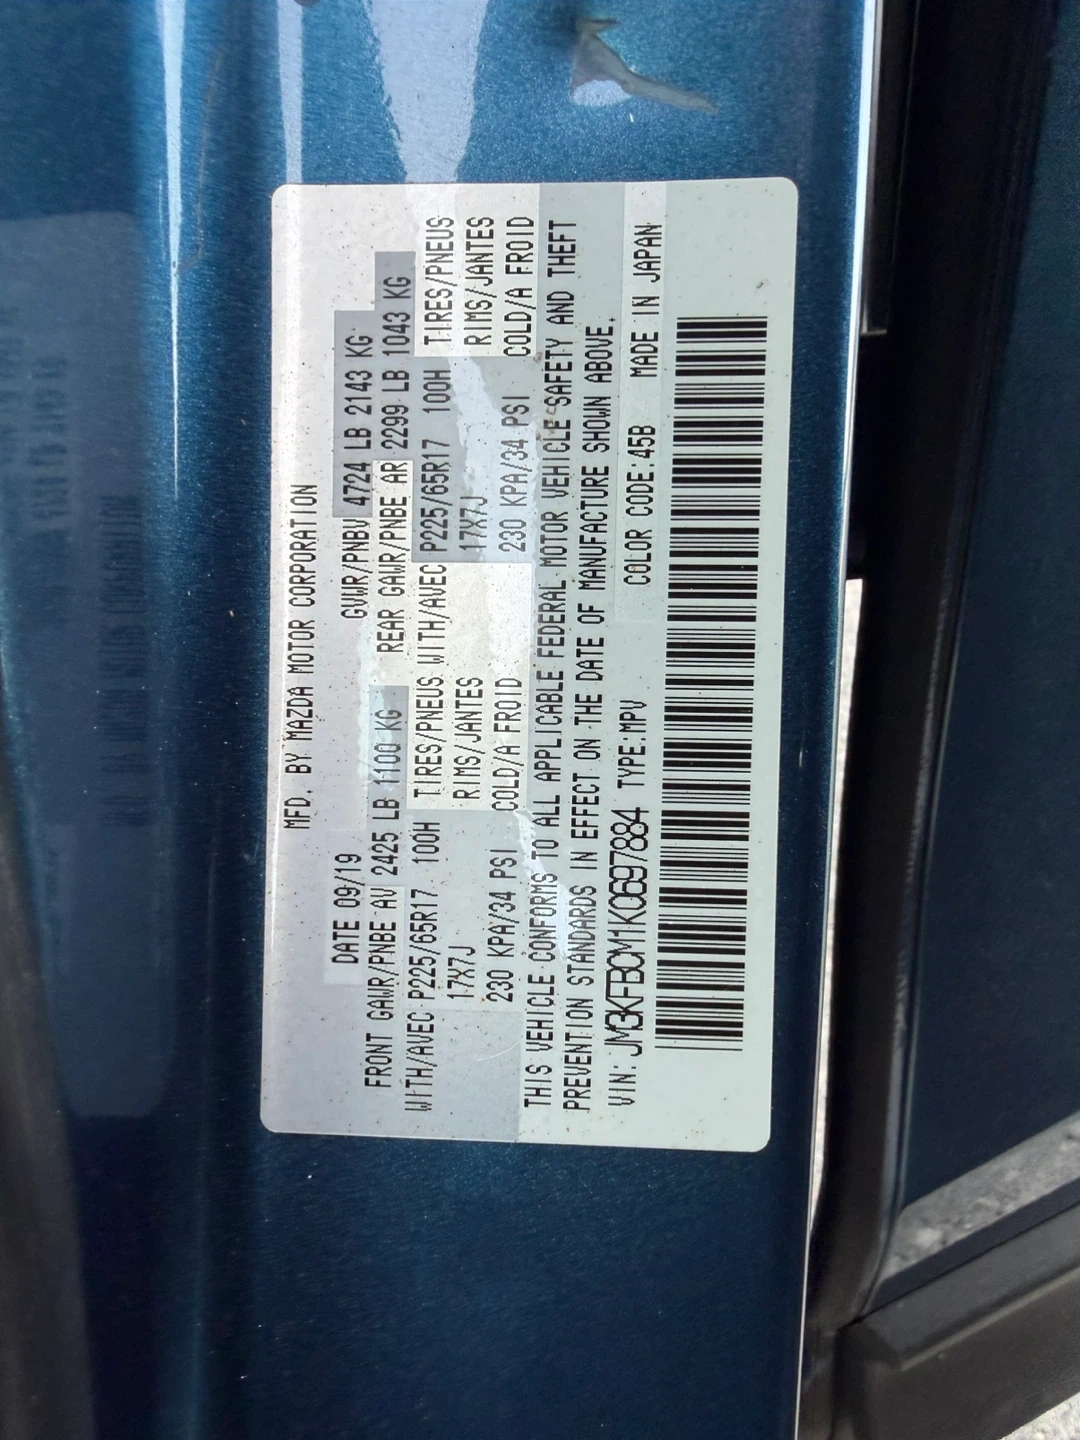 MFD. BY MAZDA MOTOR CORPORATION
DATE 09/19 GVWR/PNBV 4724 LB 2143 KG
FRONT GAWR/PNBE AV 2425 LB 1100 KG REAR GAWR/PNBE AR 2299 LB 1043 KG
WITH/AVEC P225/65R17 100H TIRES/PNEUS WITH/AVEC P225/65R17 100H TIRES/PNEUS
17X7J RIMS/JANTES 17X7J RIMS/JANTES
230 KPA/34 PSI COLD/A FROID 230 KPA/34 PSI COLD/A FROID
THIS VEHICLE CONFORMS TO ALL APPLICABLE FEDERAL MOTOR VEHICLE SAFETY AND THEFT
PREVENTION STANDARDS IN EFFECT ON THE DATE OF MANUFACTURE SHOWN ABOVE.
VIN: JM3KFBCM1K0697884 TYPE:MPV COLOR CODE:45B MADE IN JAPAN